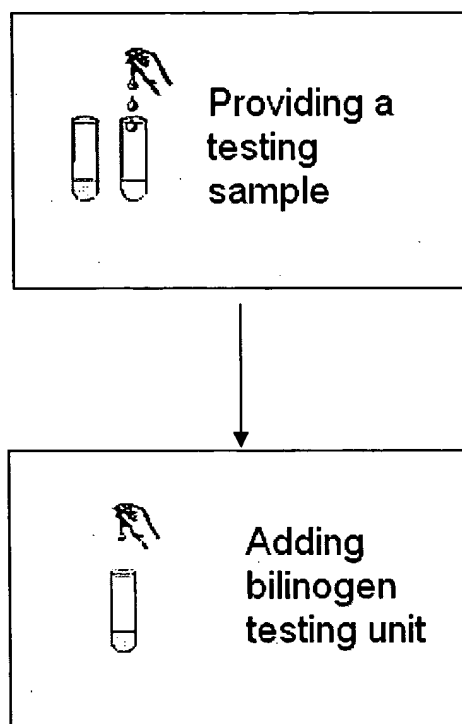 Providing a
testing
sample
Adding
bilinogen
testing unit